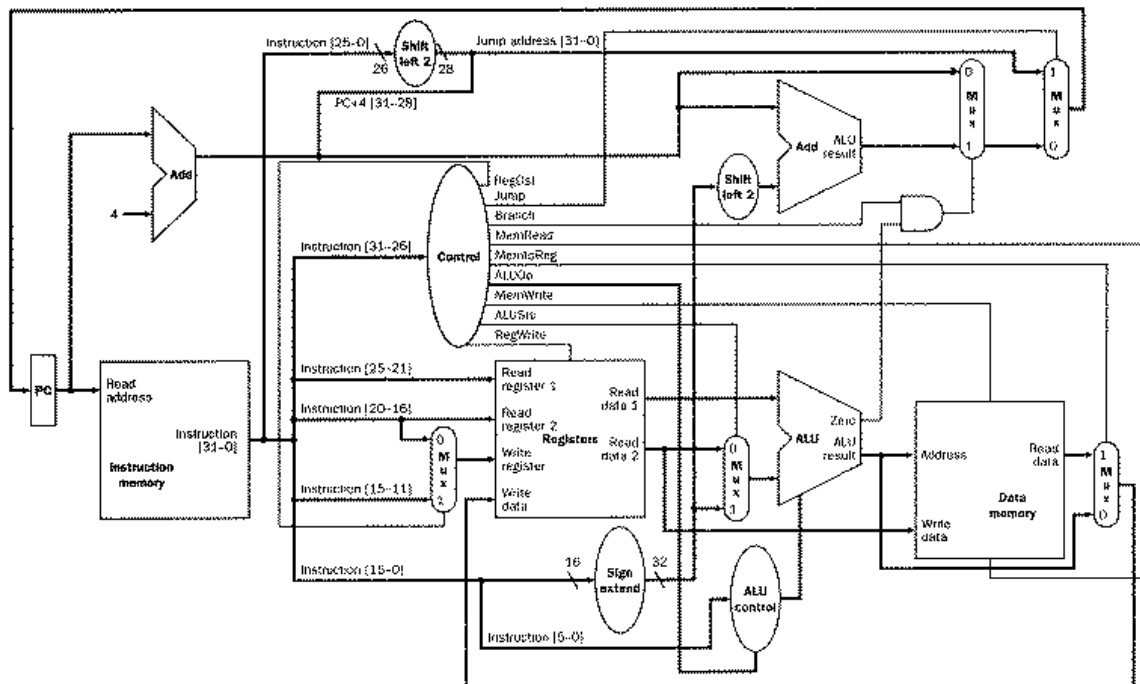 Instruction [25–0]
Shift
left 2
Jump address [31–0]
26
28
PC+4 [31–28]
0
M
u
x
1
1
M
u
x
0
Add
4
Add
ALU
result
Shift
left 2
RegDst
Jump
Branch
MemRead
MemtoReg
ALUOp
MemWrite
ALUSrc
RegWrite
Control
Instruction [31–26]
PC
Read
address
Instruction
[31–0]
Instruction
memory
Instruction [25–21]
Instruction [20–16]
Instruction [15–11]
Instruction [15–0]
Instruction [5–0]
0
M
u
x
1
Read
register 1
Read
register 2
Write
register
Write
data
Registers
Read
data 1
Read
data 2
0
M
u
x
1
Zero
ALU
ALU
result
Address
Read
data
Data
memory
Write
data
1
M
u
x
0
16
Sign
extend
32
ALU
control